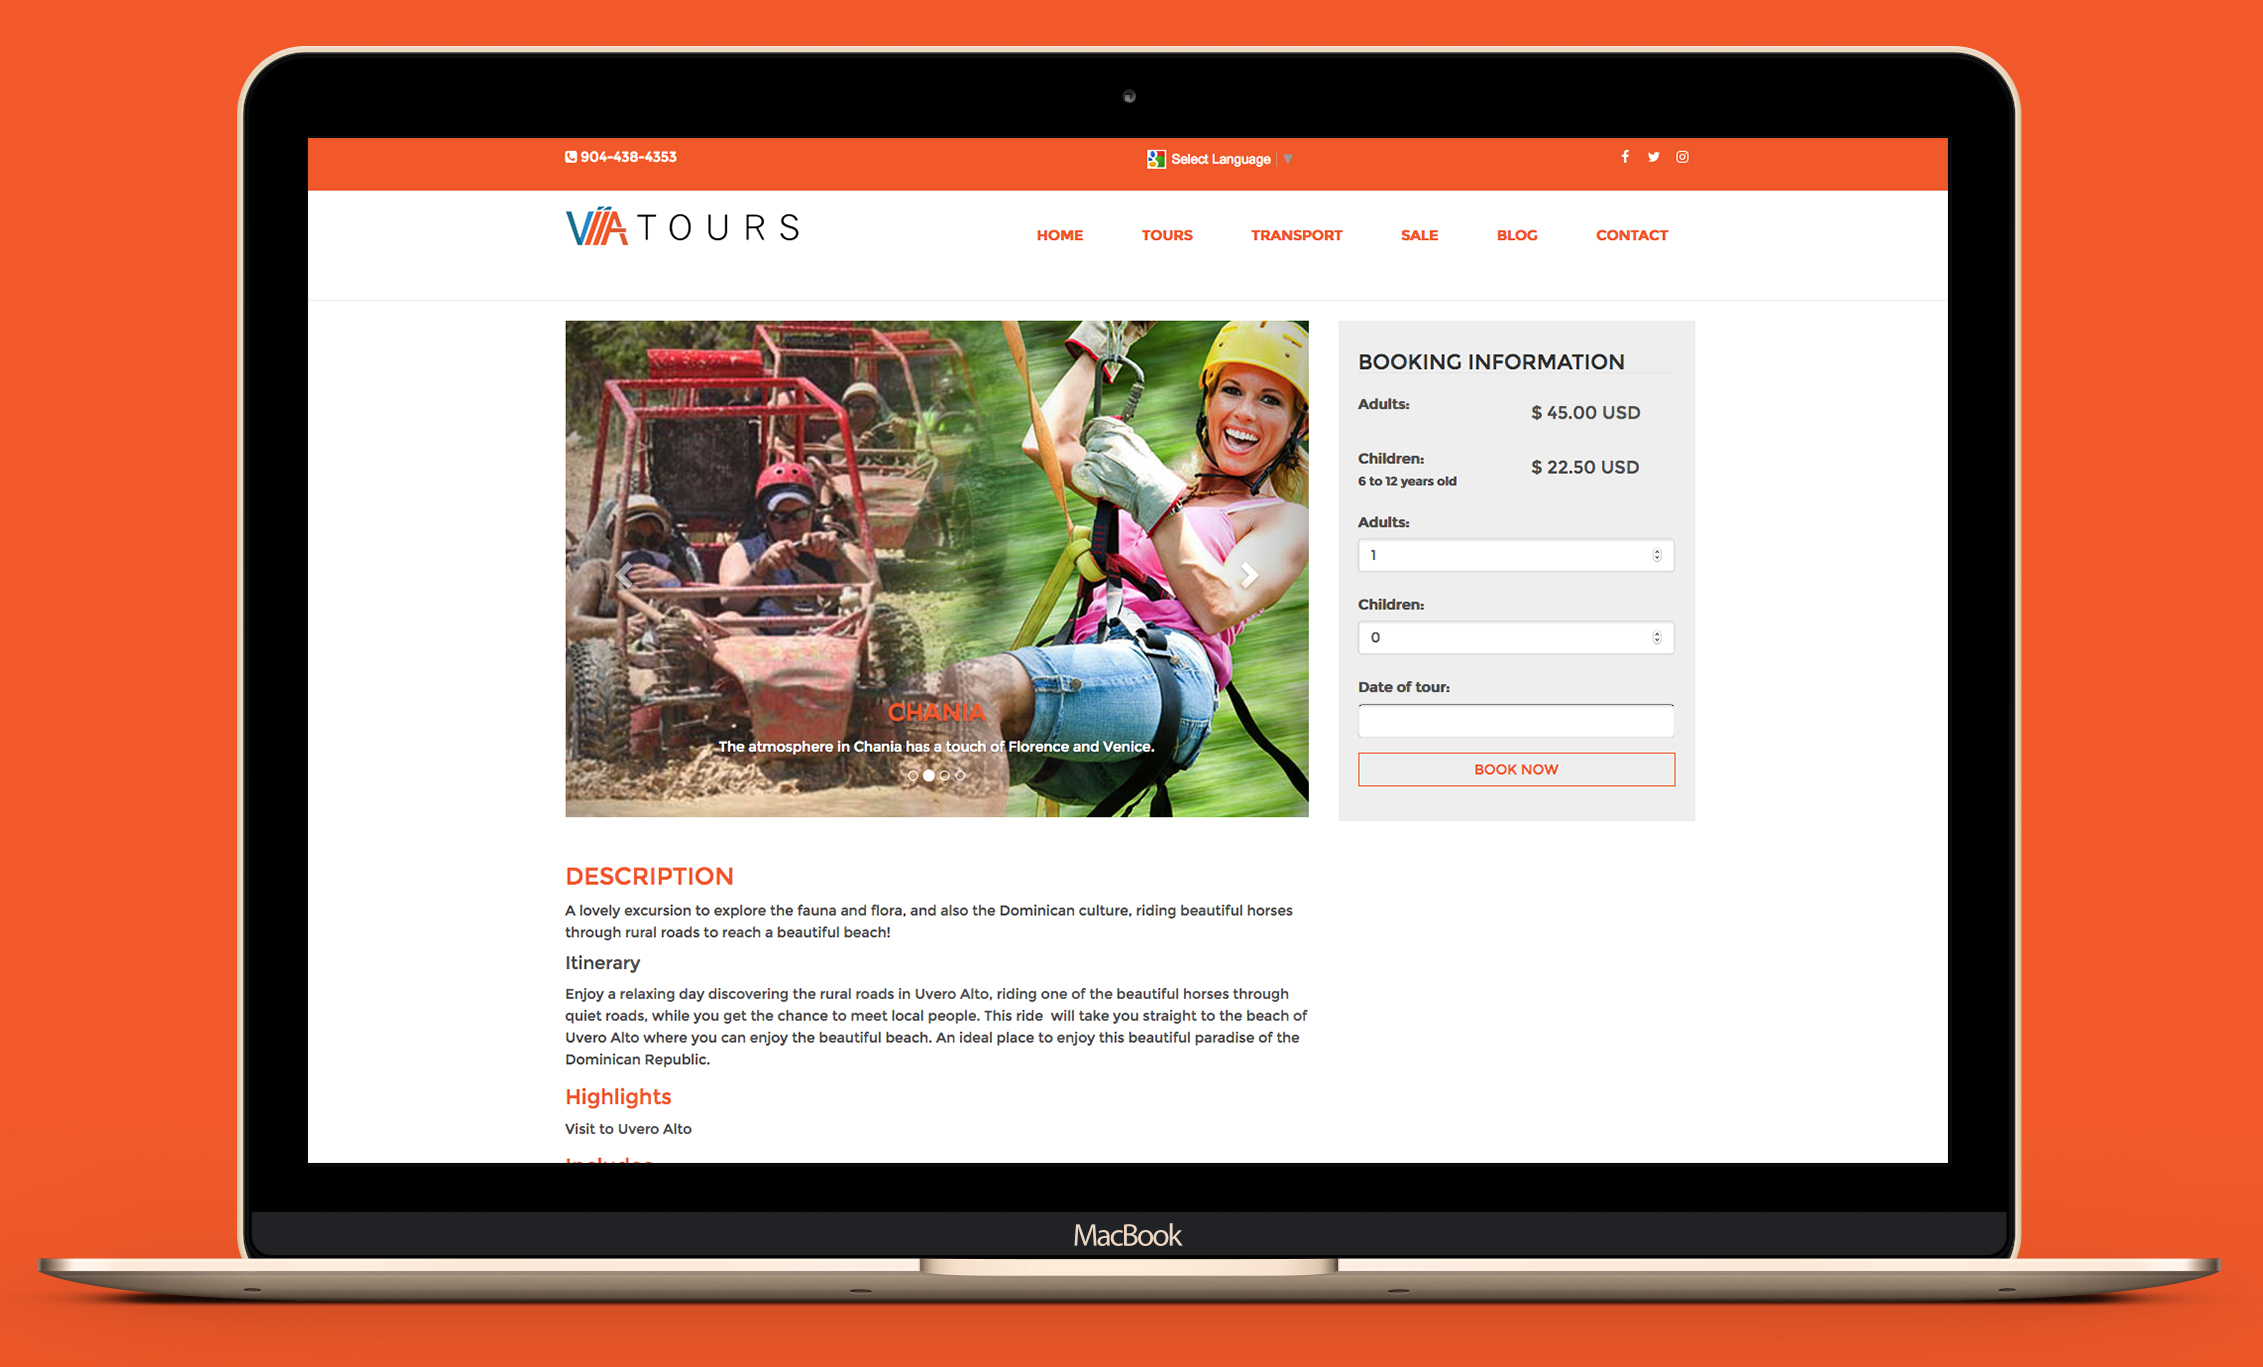 904-438-4353
Select Language
VIA TOURS
HOME TOURS TRANSPORT SALE BLOG CONTACT
CHANIA
The atmosphere in Chania has a touch of Florence and Venice.
BOOKING INFORMATION
Adults: $ 45.00 USD
Children: $ 22.50 USD
6 to 12 years old
Adults:
1
Children:
0
Date of tour:
BOOK NOW
DESCRIPTION
A lovely excursion to explore the fauna and flora, and also the Dominican culture, riding beautiful horses
through rural roads to reach a beautiful beach!
Itinerary
Enjoy a relaxing day discovering the rural roads in Uvero Alto, riding one of the beautiful horses through
quiet roads, while you get the chance to meet local people. This ride will take you straight to the beach of
Uvero Alto where you can enjoy the beautiful beach. An ideal place to enjoy this beautiful paradise of the
Dominican Republic.
Highlights
Visit to Uvero Alto
Includes
MacBook